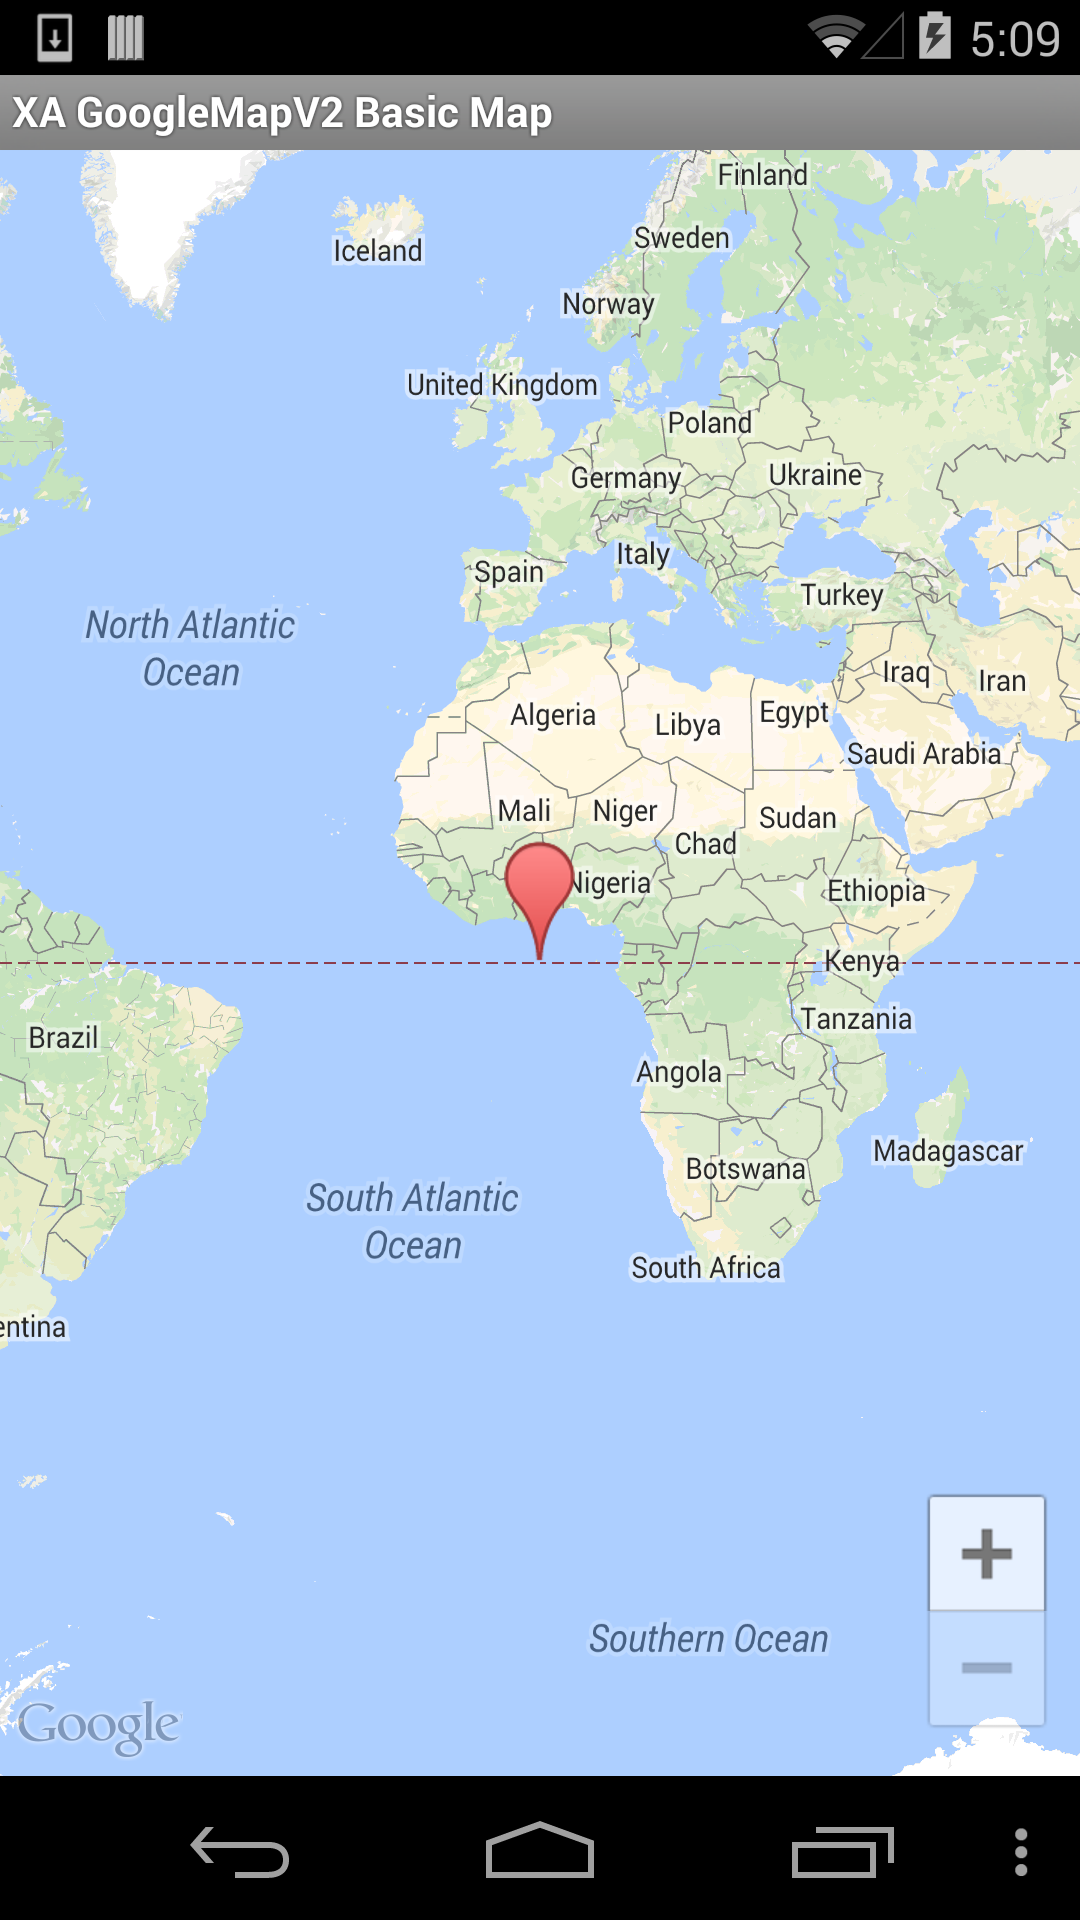 5:09
XA GoogleMapV2 Basic Map
Finland
Sweden
Iceland
Norway
United Kingdom
Poland
Ukraine
Germany
Italy
Spain
Turkey
North Atlantic
Ocean
Iraq
Iran
Algeria
Libya
Egypt
Saudi Arabia
Mali
Niger
Sudan
Chad
Nigeria
Ethiopia
Kenya
Tanzania
Brazil
Angola
Madagascar
Botswana
South Atlantic
Ocean
South Africa
entina
Southern Ocean
Google